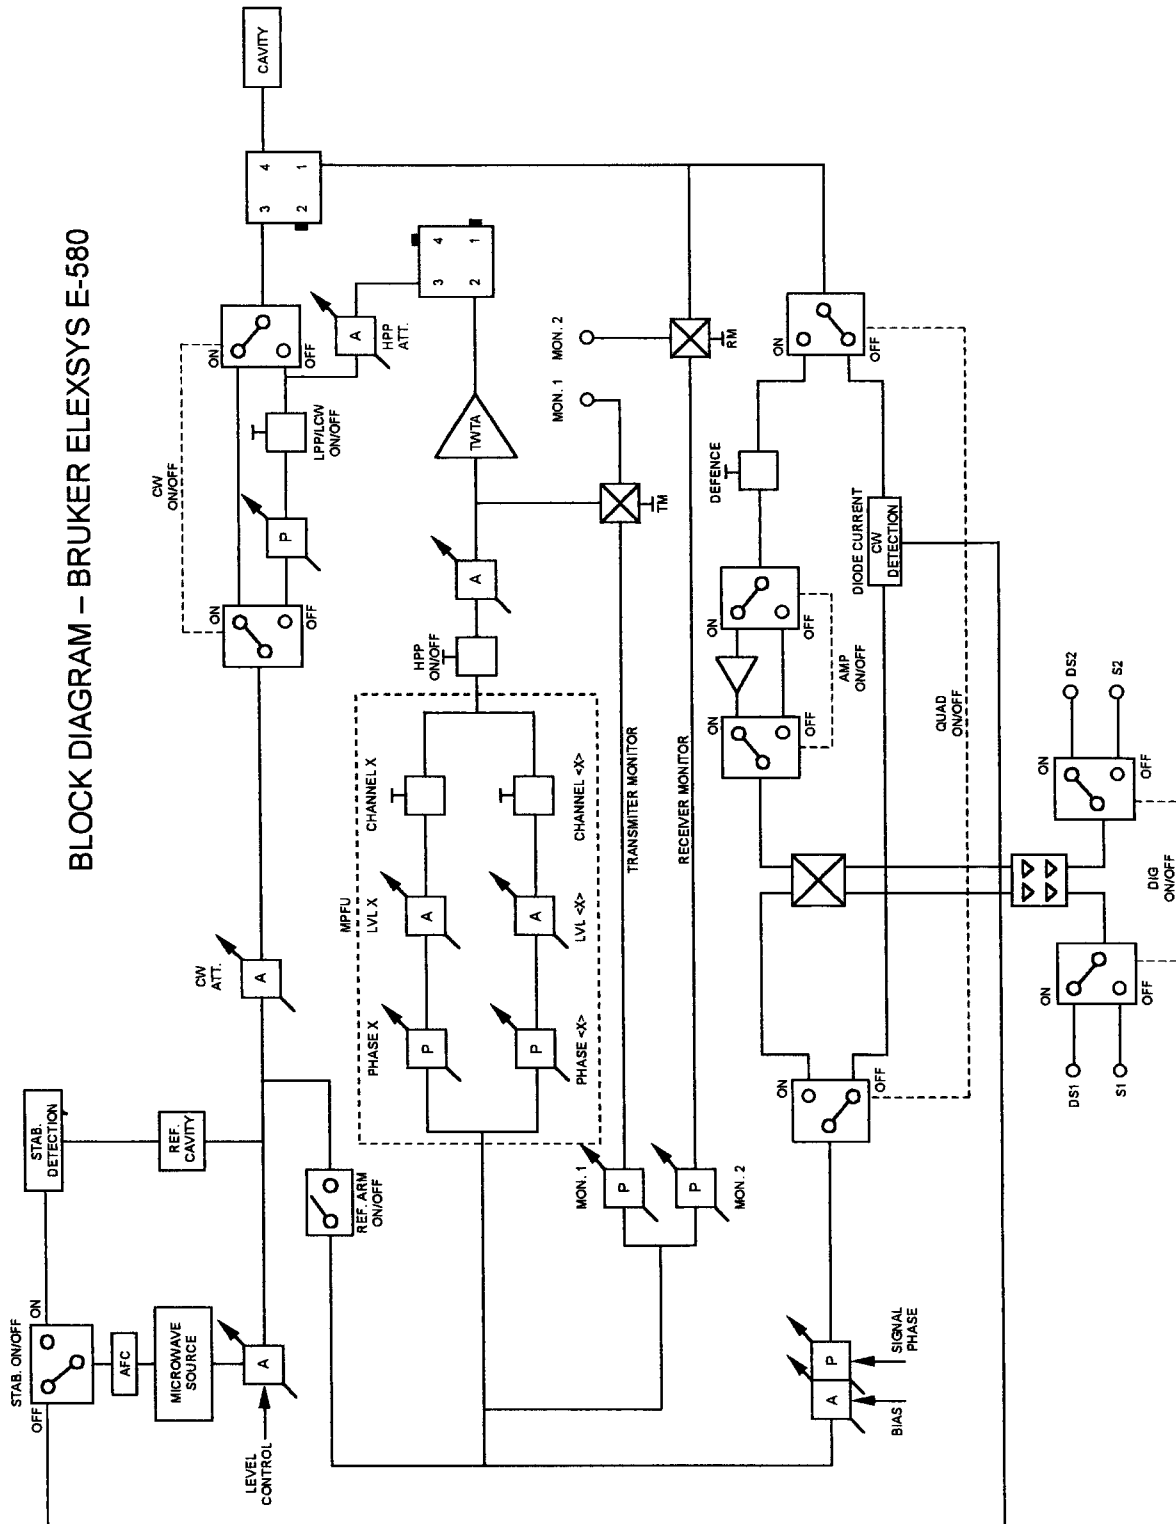 BLOCK DIAGRAM – BRUKER ELEXSYS E-580
STAB. ON/OFF
OFF
ON
AFC
MICROWAVE
SOURCE
LEVEL
CONTROL
A
STAB.
DETECTION
REF.
CAVITY
CW
ATT.
A
CW
ON/OFF
ON
OFF
P
LPP/LCW
ON/OFF
ON
OFF
3
4
2
1
CAVITY
A
HPP
ATT.
3
4
2
1
REF. ARM
ON/OFF
MPFU
PHASE X
P
LVL X
A
CHANNEL X
P
PHASE <X>
A
LVL <X>
CHANNEL <X>
HPP
ON/OFF
A
TWTA
MON. 1
P
TRANSMITER MONITOR
TM
MON. 1
MON. 2
P
MON. 2
RECEIVER MONITOR
RM
BIAS
A
P
SIGNAL
PHASE
ON
OFF
ON
OFF
AMP
ON/OFF
ON
OFF
DEFENCE
ON
OFF
DIODE CURRENT
CW
DETECTION
QUAD
ON/OFF
DS1
S1
ON
OFF
DIG
ON/OFF
ON
OFF
DS2
S2